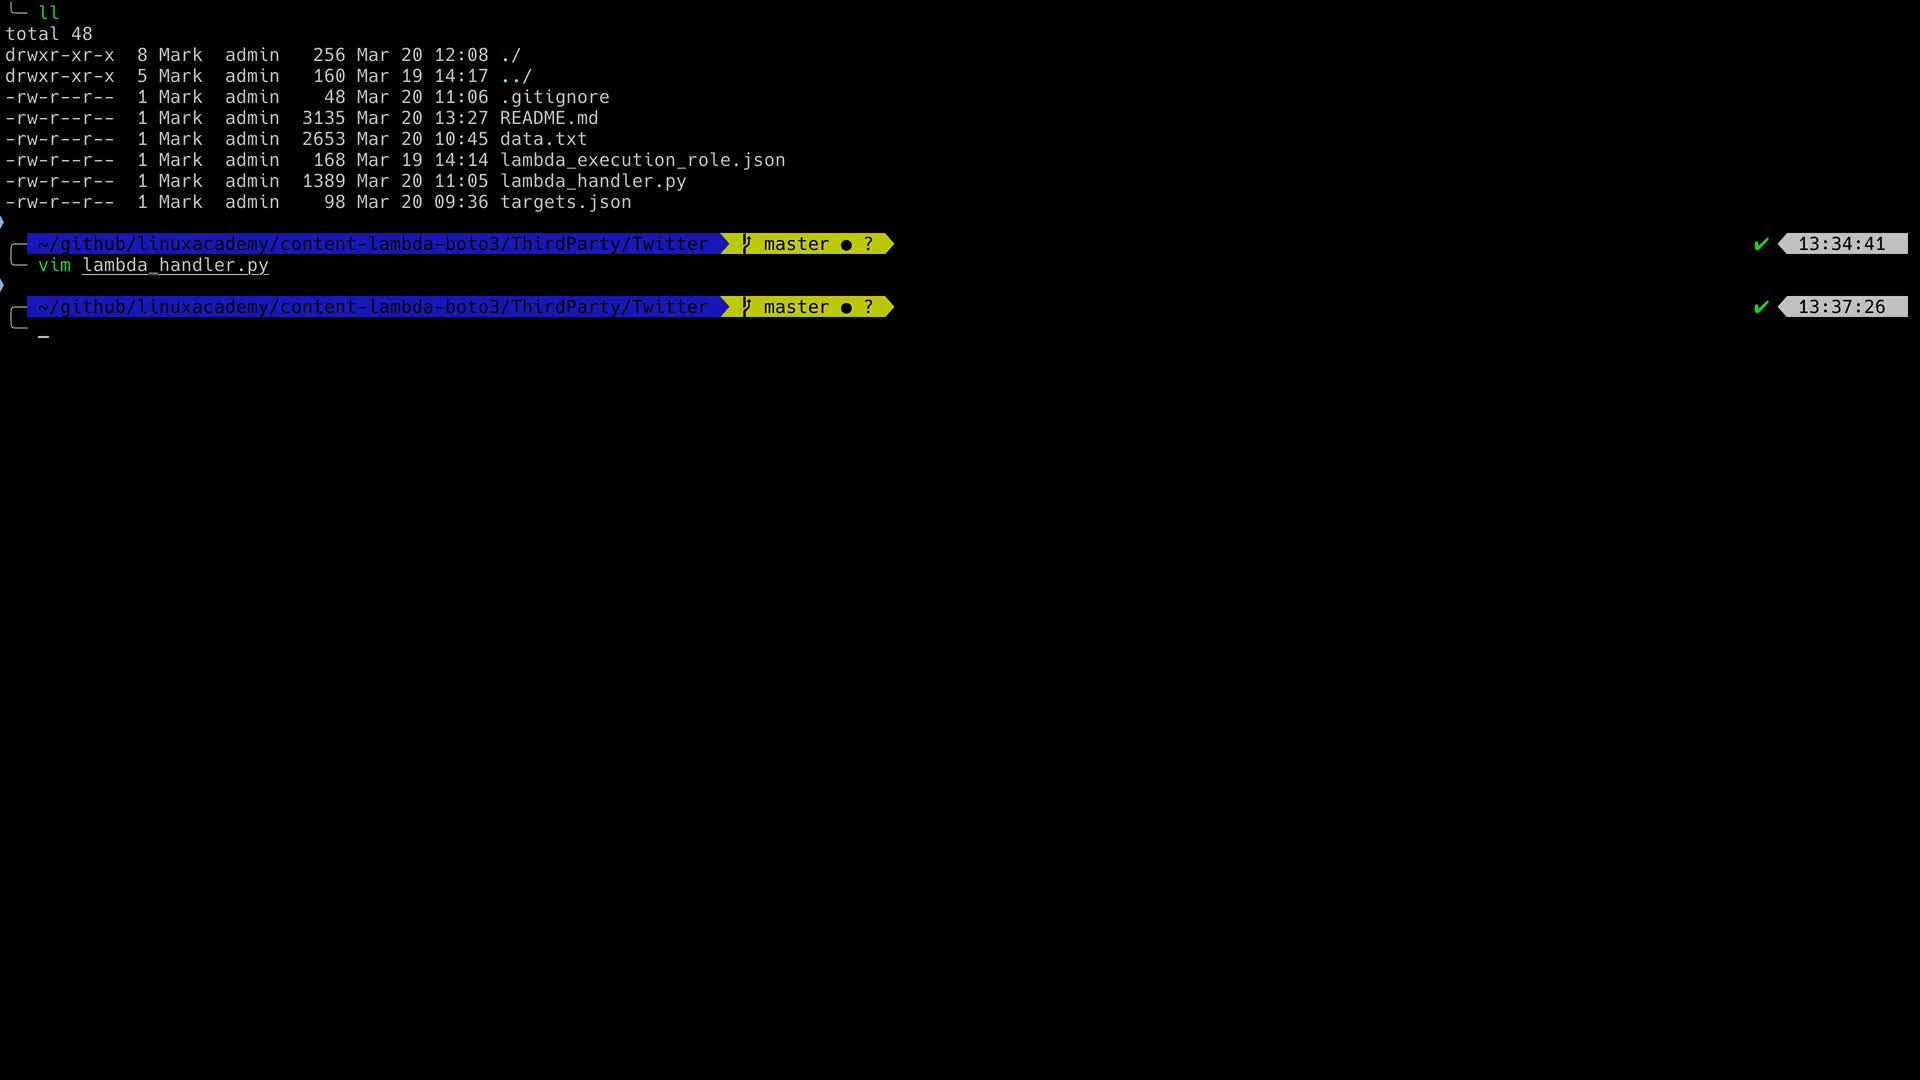 ╰─ ll
total 48
drwxr-xr-x  8 Mark  admin   256 Mar 20 12:08 ./
drwxr-xr-x  5 Mark  admin   160 Mar 19 14:17 ../
-rw-r--r--  1 Mark  admin    48 Mar 20 11:06 .gitignore
-rw-r--r--  1 Mark  admin  3135 Mar 20 13:27 README.md
-rw-r--r--  1 Mark  admin  2653 Mar 20 10:45 data.txt
-rw-r--r--  1 Mark  admin   168 Mar 19 14:14 lambda_execution_role.json
-rw-r--r--  1 Mark  admin  1389 Mar 20 11:05 lambda_handler.py
-rw-r--r--  1 Mark  admin    98 Mar 20 09:36 targets.json
~/github/linuxacademy/content-lambda-boto3/ThirdParty/Twitter master ● ? ✔ 13:34:41
╰─ vim lambda_handler.py
~/github/linuxacademy/content-lambda-boto3/ThirdParty/Twitter master ● ? ✔ 13:37:26
╰─ _